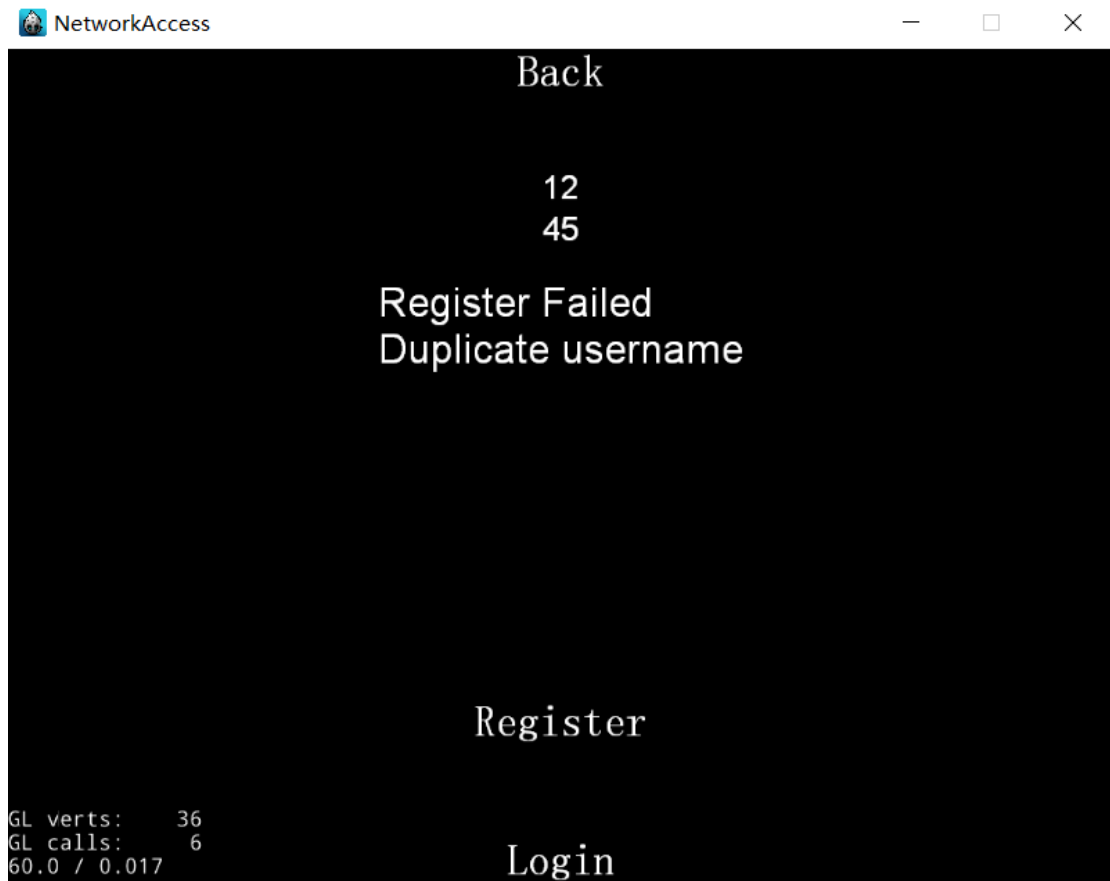 NetworkAccess
Back
12
45
Register Failed
Duplicate username
Register
GL verts: 36
GL calls: 6
60.0 / 0.017
Login